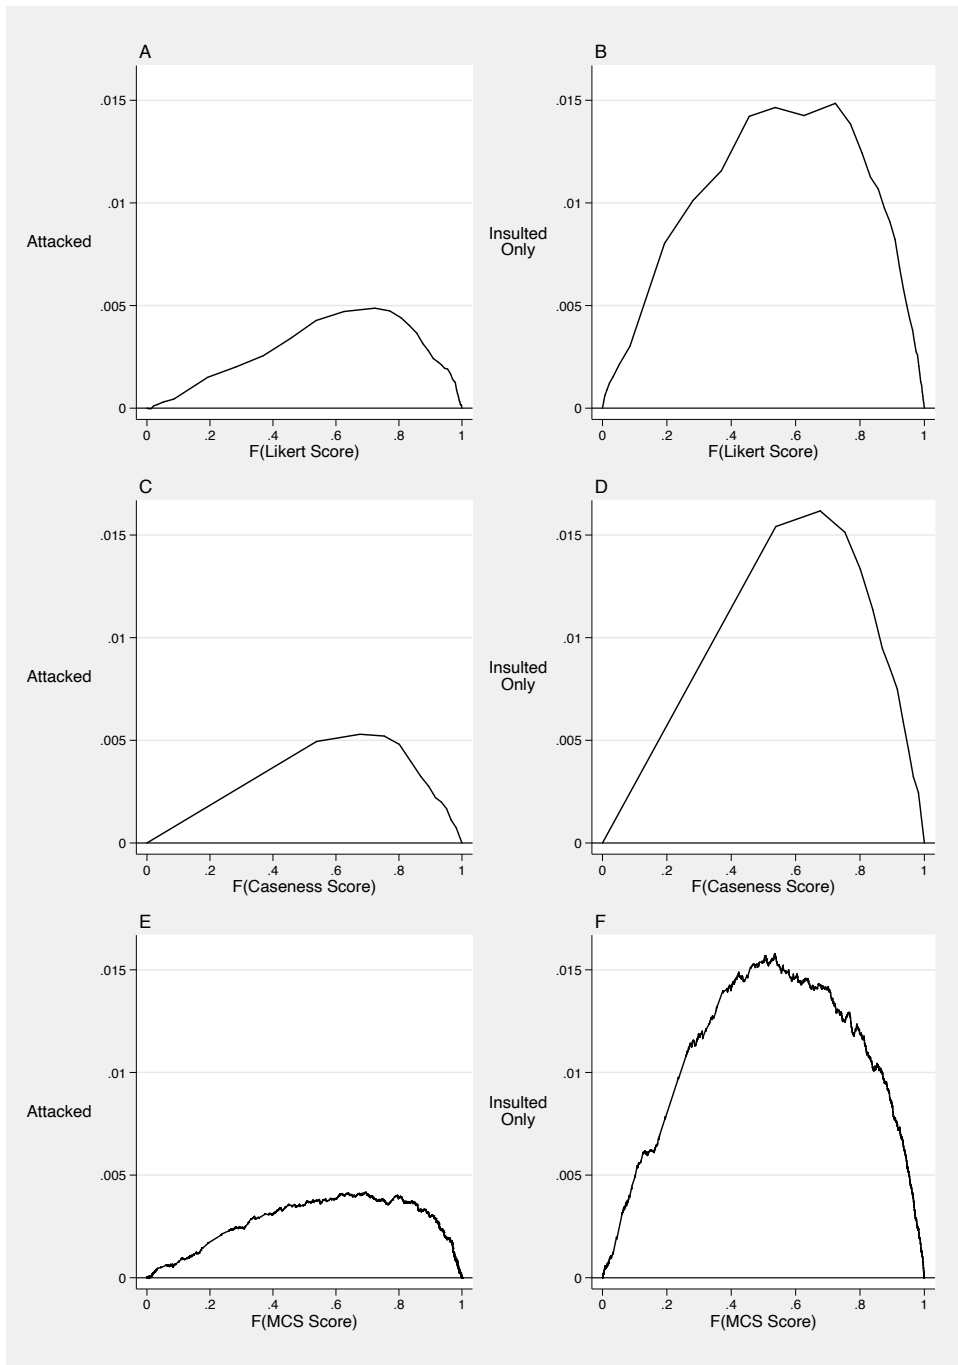 A
.015
.01
Attacked
.005
0
0 .2 .4 .6 .8 1
F(Likert Score)
B
.015
.01
Insulted
Only
.005
0
0 .2 .4 .6 .8 1
F(Likert Score)
C
.015
.01
Attacked
.005
0
0 .2 .4 .6 .8 1
F(Caseness Score)
D
.015
.01
Insulted
Only
.005
0
0 .2 .4 .6 .8 1
F(Caseness Score)
E
.015
.01
Attacked
.005
0
0 .2 .4 .6 .8 1
F(MCS Score)
F
.015
.01
Insulted
Only
.005
0
0 .2 .4 .6 .8 1
F(MCS Score)